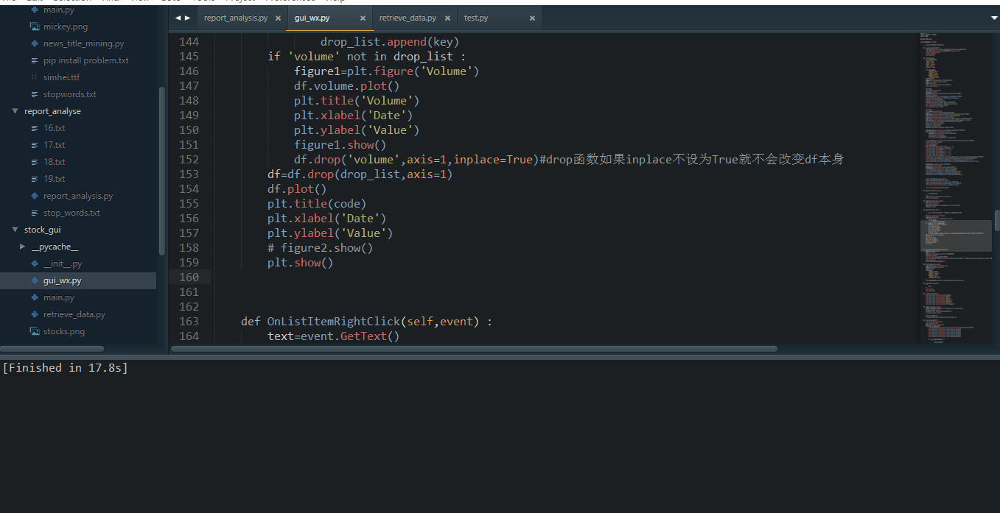 main.py
mickey.png
news_title_mining.py
pip install problem.txt
simhei.ttf
stopwords.txt
report_analyse
16.txt
17.txt
18.txt
19.txt
report_analysis.py
stop_words.txt
stock_gui
__pycache__
__init__.py
gui_wx.py
main.py
retrieve_data.py
stocks.png
report_analysis.py
gui_wx.py
retrieve_data.py
test.py
144 drop_list.append(key)
145 if 'volume' not in drop_list :
146 figure1=plt.figure('Volume')
147 df.volume.plot()
148 plt.title('Volume')
149 plt.xlabel('Date')
150 plt.ylabel('Value')
151 figure1.show()
152 df.drop('volume',axis=1,inplace=True)#drop函数如果inplace不设为True就不会改变df本身
153 df=df.drop(drop_list,axis=1)
154 df.plot()
155 plt.title(code)
156 plt.xlabel('Date')
157 plt.ylabel('Value')
158 # figure2.show()
159 plt.show()
160
161
162
163 def OnListItemRightClick(self,event) :
164 text=event.GetText()
[Finished in 17.8s]